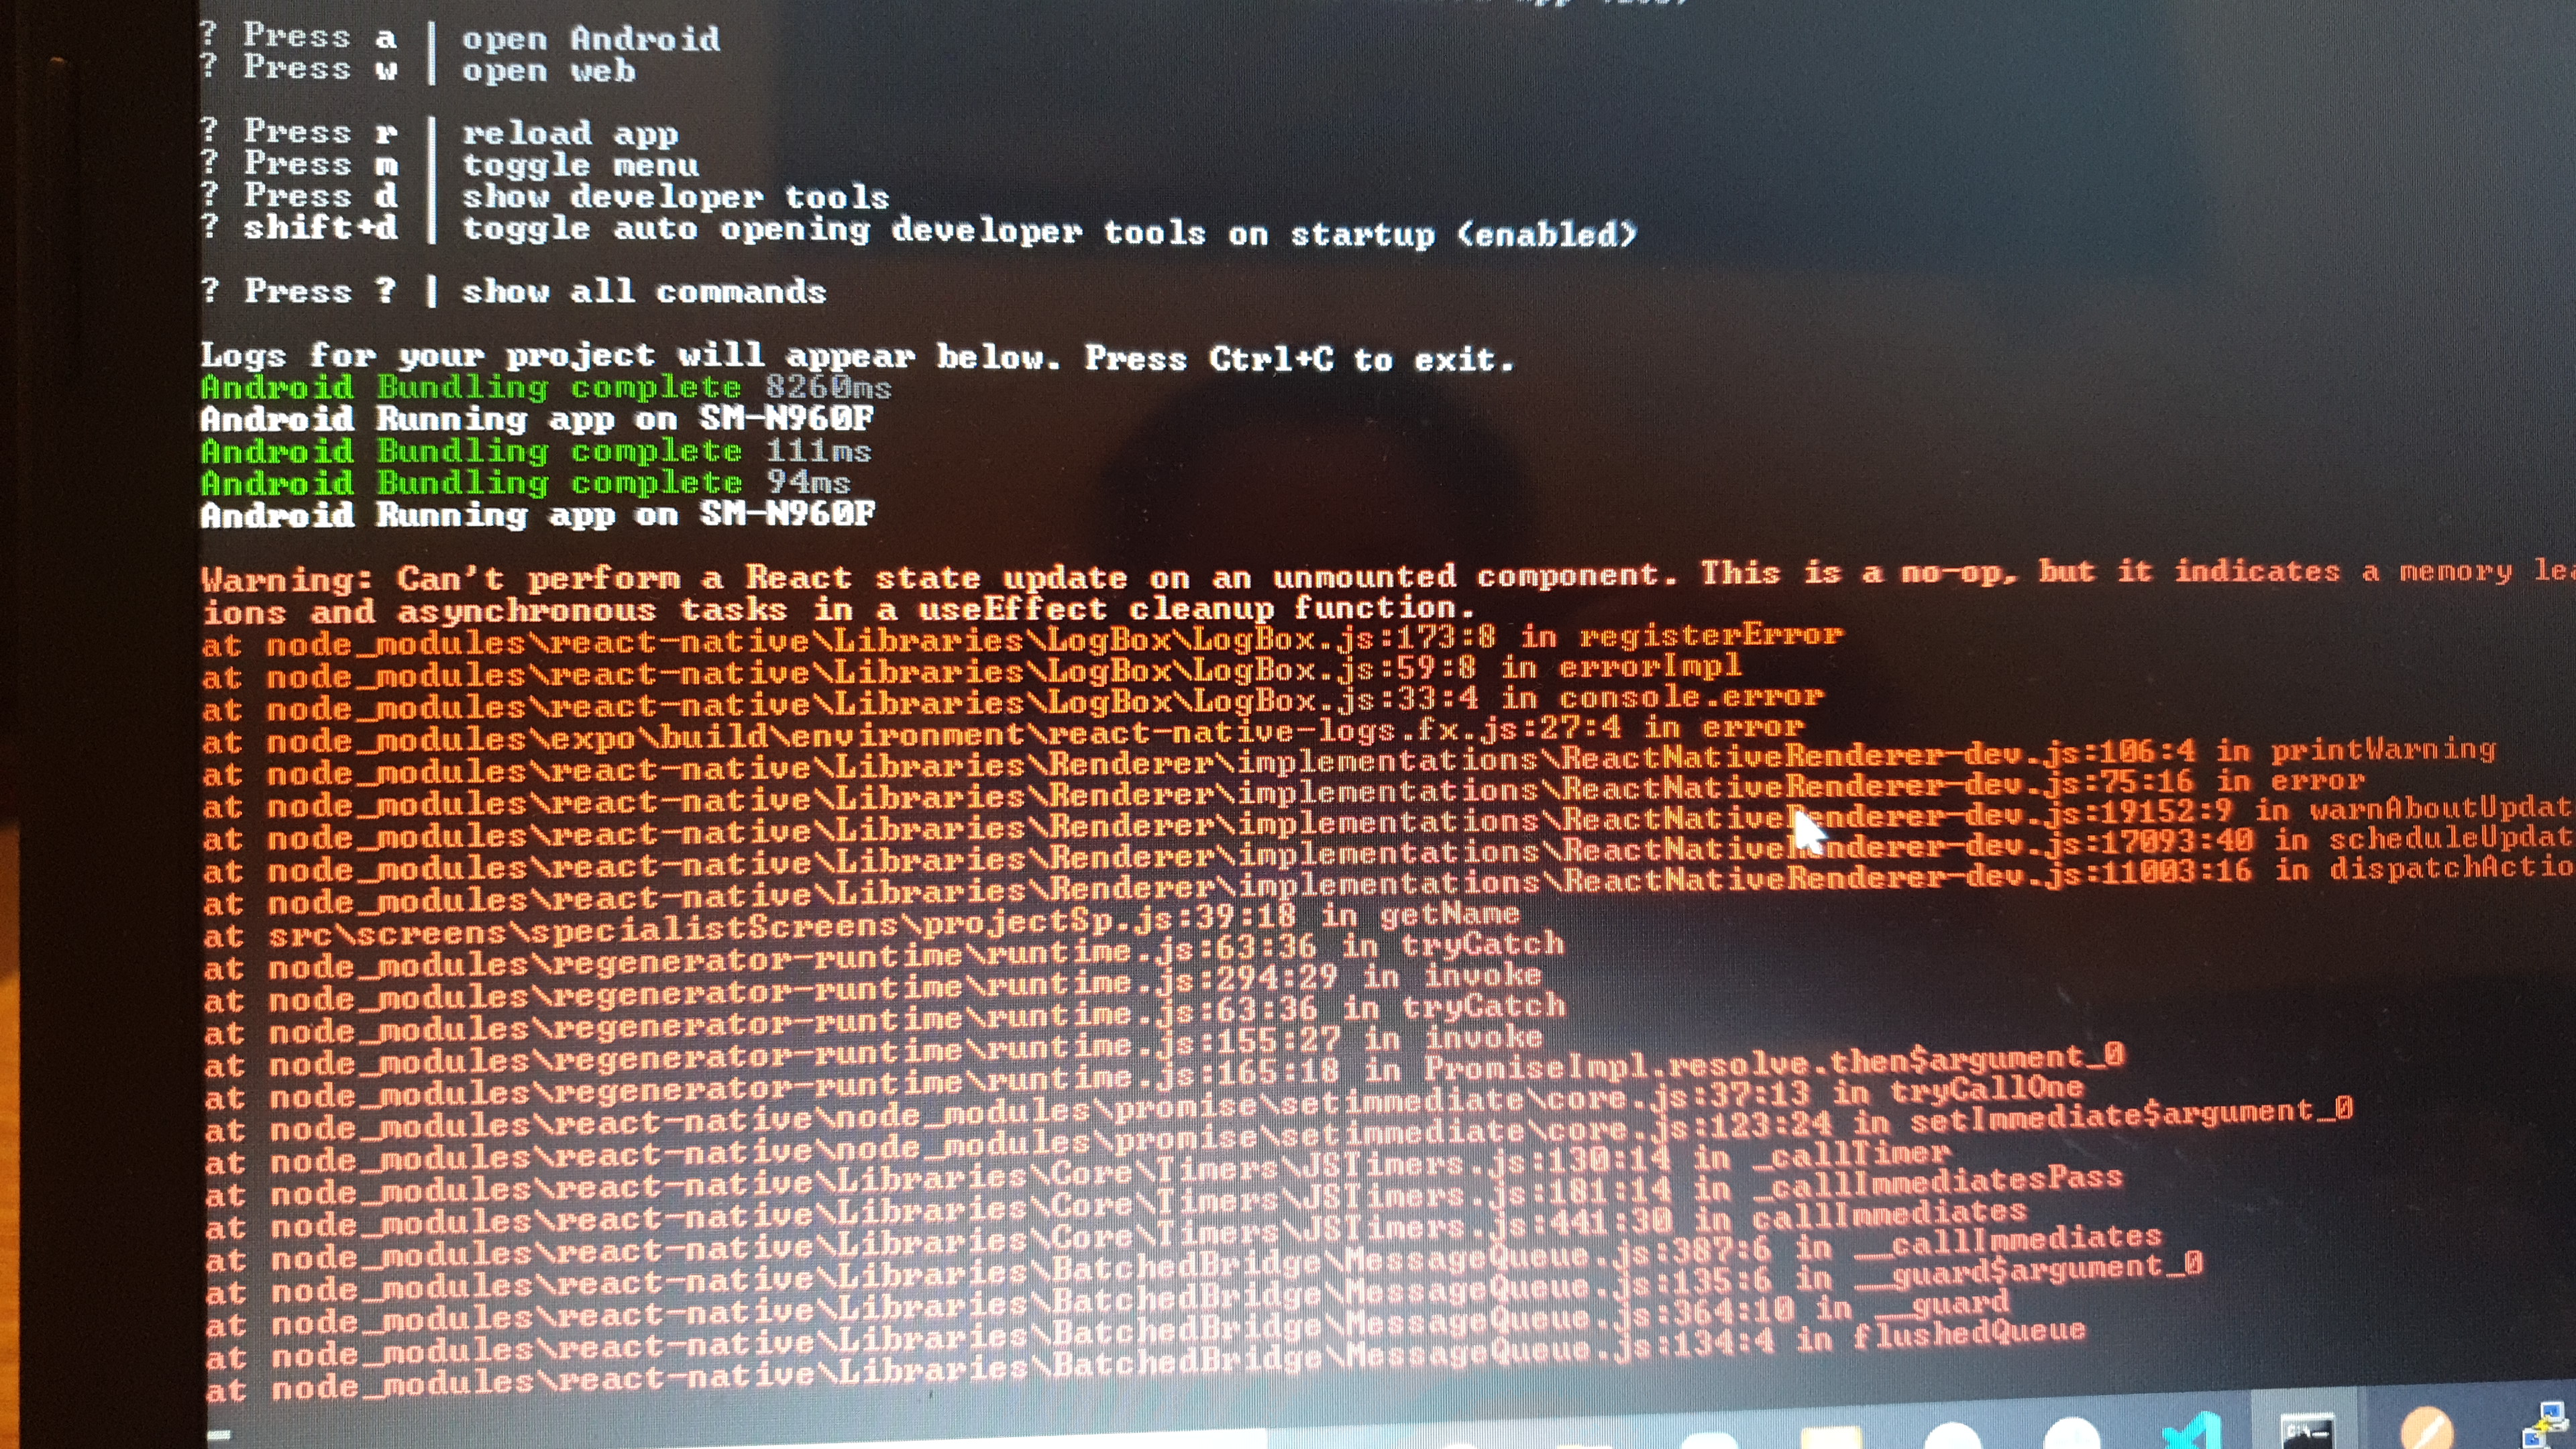 ? Press a | open Android
? Press w | open web
? Press r | reload app
? Press m | toggle menu
? Press d | show developer tools
? shift+d | toggle auto opening developer tools on startup (enabled)
? Press ? | show all commands
Logs for your project will appear below. Press Ctrl+C to exit.
Android Bundling complete 8260ms
Android Running app on SM-N960F
Android Bundling complete 111ms
Android Bundling complete 94ms
Android Running app on SM-N960F
Warning: Can't perform a React state update on an unmounted component. This is a no-op, but it indicates a memory lea
ions and asynchronous tasks in a useEffect cleanup function.
at node_modules\react-native\Libraries\LogBox\LogBox.js:173:8 in registerError
at node_modules\react-native\Libraries\LogBox\LogBox.js:59:8 in errorImpl
at node_modules\react-native\Libraries\LogBox\LogBox.js:33:4 in console.error
at node_modules\expo\build\environment\react-native-logs.fx.js:27:4 in error
at node_modules\react-native\Libraries\Renderer\implementations\ReactNativeRenderer-dev.js:106:4 in printWarning
at node_modules\react-native\Libraries\Renderer\implementations\ReactNativeRenderer-dev.js:75:16 in error
at node_modules\react-native\Libraries\Renderer\implementations\ReactNativeRenderer-dev.js:19152:9 in warnAboutUpdat
at node_modules\react-native\Libraries\Renderer\implementations\ReactNativeRenderer-dev.js:17093:40 in scheduleUpdat
at node_modules\react-native\Libraries\Renderer\implementations\ReactNativeRenderer-dev.js:11003:16 in dispatchActio
at src\screens\specialistScreens\projectSp.js:39:18 in getName
at node_modules\regenerator-runtime\runtime.js:63:36 in tryCatch
at node_modules\regenerator-runtime\runtime.js:294:29 in invoke
at node_modules\regenerator-runtime\runtime.js:63:36 in tryCatch
at node_modules\regenerator-runtime\runtime.js:155:27 in invoke
at node_modules\regenerator-runtime\runtime.js:165:18 in PromiseImpl.resolve.then$argument_0
at node_modules\react-native\node_modules\promise\setimmediate\core.js:37:13 in tryCallOne
at node_modules\react-native\node_modules\promise\setimmediate\core.js:123:24 in setImmediate$argument_0
at node_modules\react-native\Libraries\Core\Timers\JSTimers.js:130:14 in _callTimer
at node_modules\react-native\Libraries\Core\Timers\JSTimers.js:181:14 in _callImmediatesPass
at node_modules\react-native\Libraries\Core\Timers\JSTimers.js:441:30 in callImmediates
at node_modules\react-native\Libraries\BatchedBridge\MessageQueue.js:387:6 in __callImmediates
at node_modules\react-native\Libraries\BatchedBridge\MessageQueue.js:135:6 in __guard$argument_0
at node_modules\react-native\Libraries\BatchedBridge\MessageQueue.js:364:10 in __guard
at node_modules\react-native\Libraries\BatchedBridge\MessageQueue.js:134:4 in flushedQueue